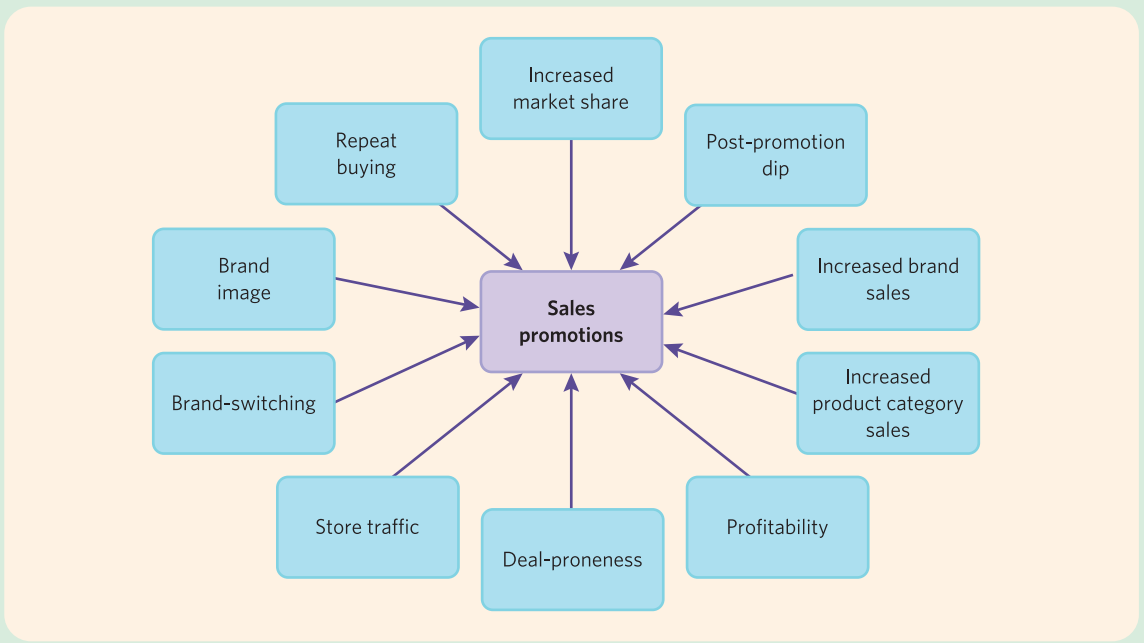 Increased
market share
Repeat
buying
Post-promotion
dip
Brand
image
Increased brand
sales
Sales
promotions
Brand-switching
Increased
product category
sales
Store traffic
Deal-proneness
Profitability